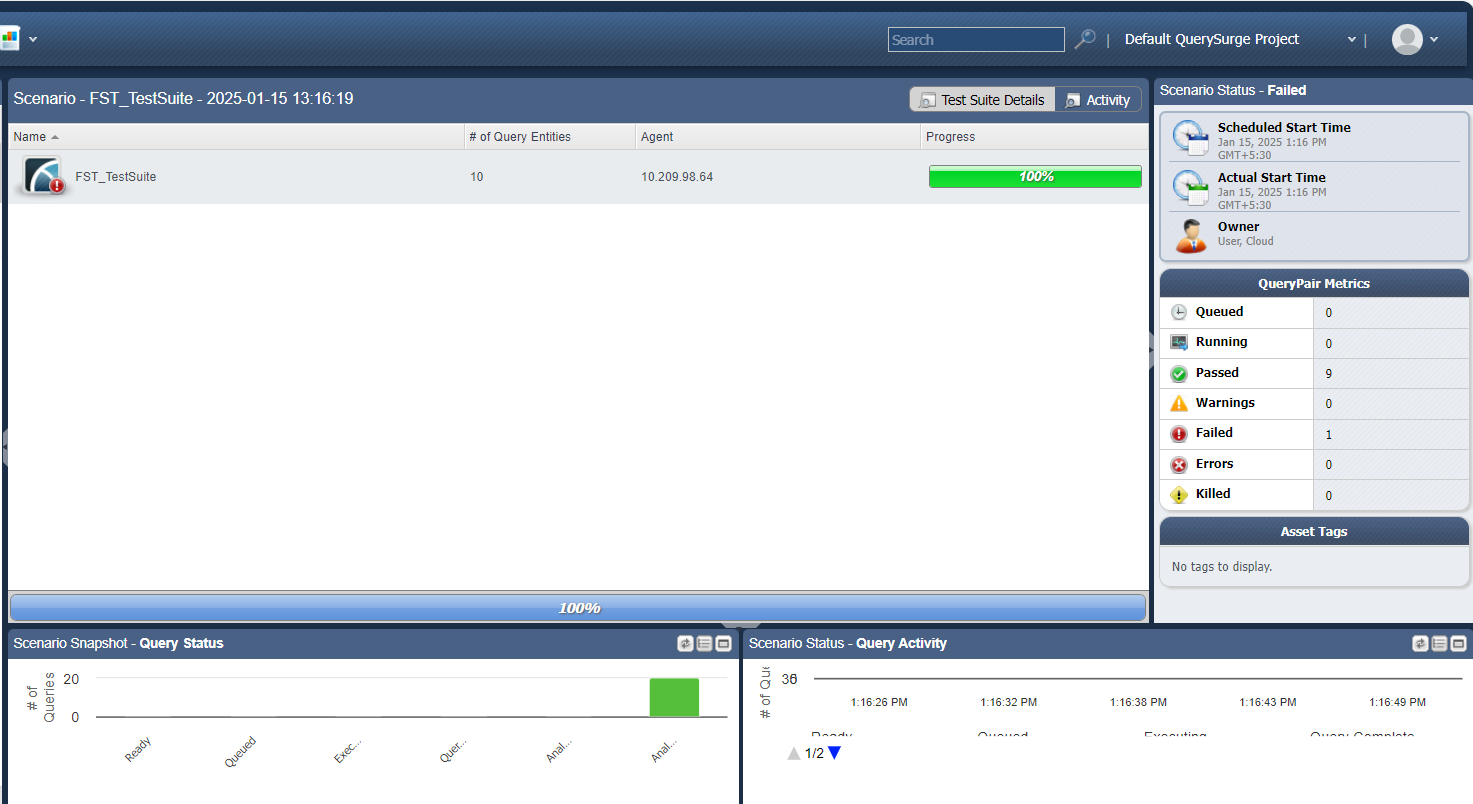 Search | Default QuerySurge Project |
Scenario - FST_TestSuite - 2025-01-15 13:16:19
Test Suite Details Activity
Name # of Query Entities Agent Progress
FST_TestSuite 10 10.209.98.64 100%
100%
Scenario Status - Failed
Scheduled Start Time
Jan 15, 2025 1:16 PM
GMT+5:30
Actual Start Time
Jan 15, 2025 1:16 PM
GMT+5:30
Owner
User, Cloud
QueryPair Metrics
Queued 0
Running 0
Passed 9
Warnings 0
Failed 1
Errors 0
Killed 0
Asset Tags
No tags to display.
Scenario Snapshot - Query Status
# of
Queries
20
0
Ready Queued Exec... Quer... Anal... Anal...
Scenario Status - Query Activity
# of Que
1:16:26 PM 1:16:32 PM 1:16:38 PM 1:16:43 PM 1:16:49 PM
Ready Queued Executing Query Complete
1/2